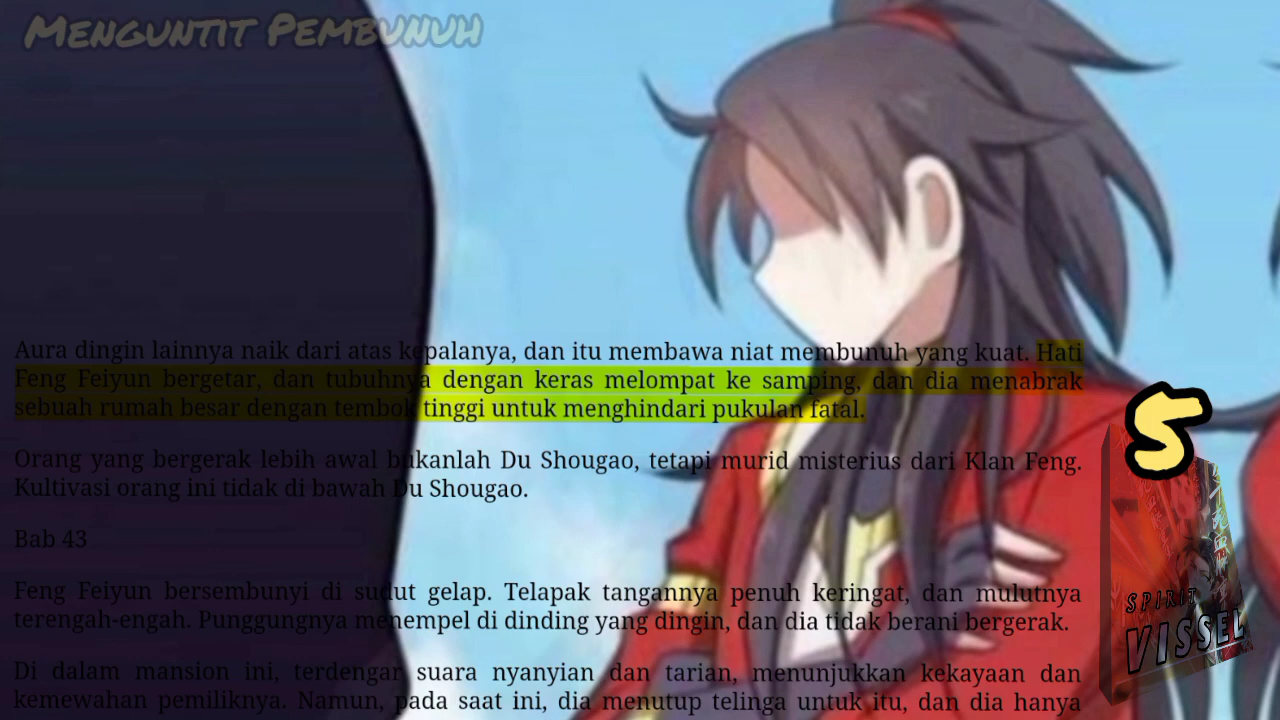 Menguntit Pembunuh
Aura dingin lainnya naik dari atas kepalanya, dan itu membawa niat membunuh yang kuat. Hati
Feng Feiyun bergetar, dan tubuhnya dengan keras melompat ke samping, dan dia menabrak
sebuah rumah besar dengan tembok tinggi untuk menghindari pukulan fatal.
Orang yang bergerak lebih awal bukanlah Du Shougao, tetapi murid misterius dari Klan Feng.
Kultivasi orang ini tidak di bawah Du Shougao.
Bab 43
Feng Feiyun bersembunyi di sudut gelap. Telapak tangannya penuh keringat, dan mulutnya
terengah-engah. Punggungnya menempel di dinding yang dingin, dan dia tidak berani bergerak.
Di dalam mansion ini, terdengar suara nyanyian dan tarian, menunjukkan kekayaan dan
kemewahan pemiliknya. Namun, pada saat ini, dia menutup telinga untuk itu, dan dia hanya
S
SPIRIT
VISSEL